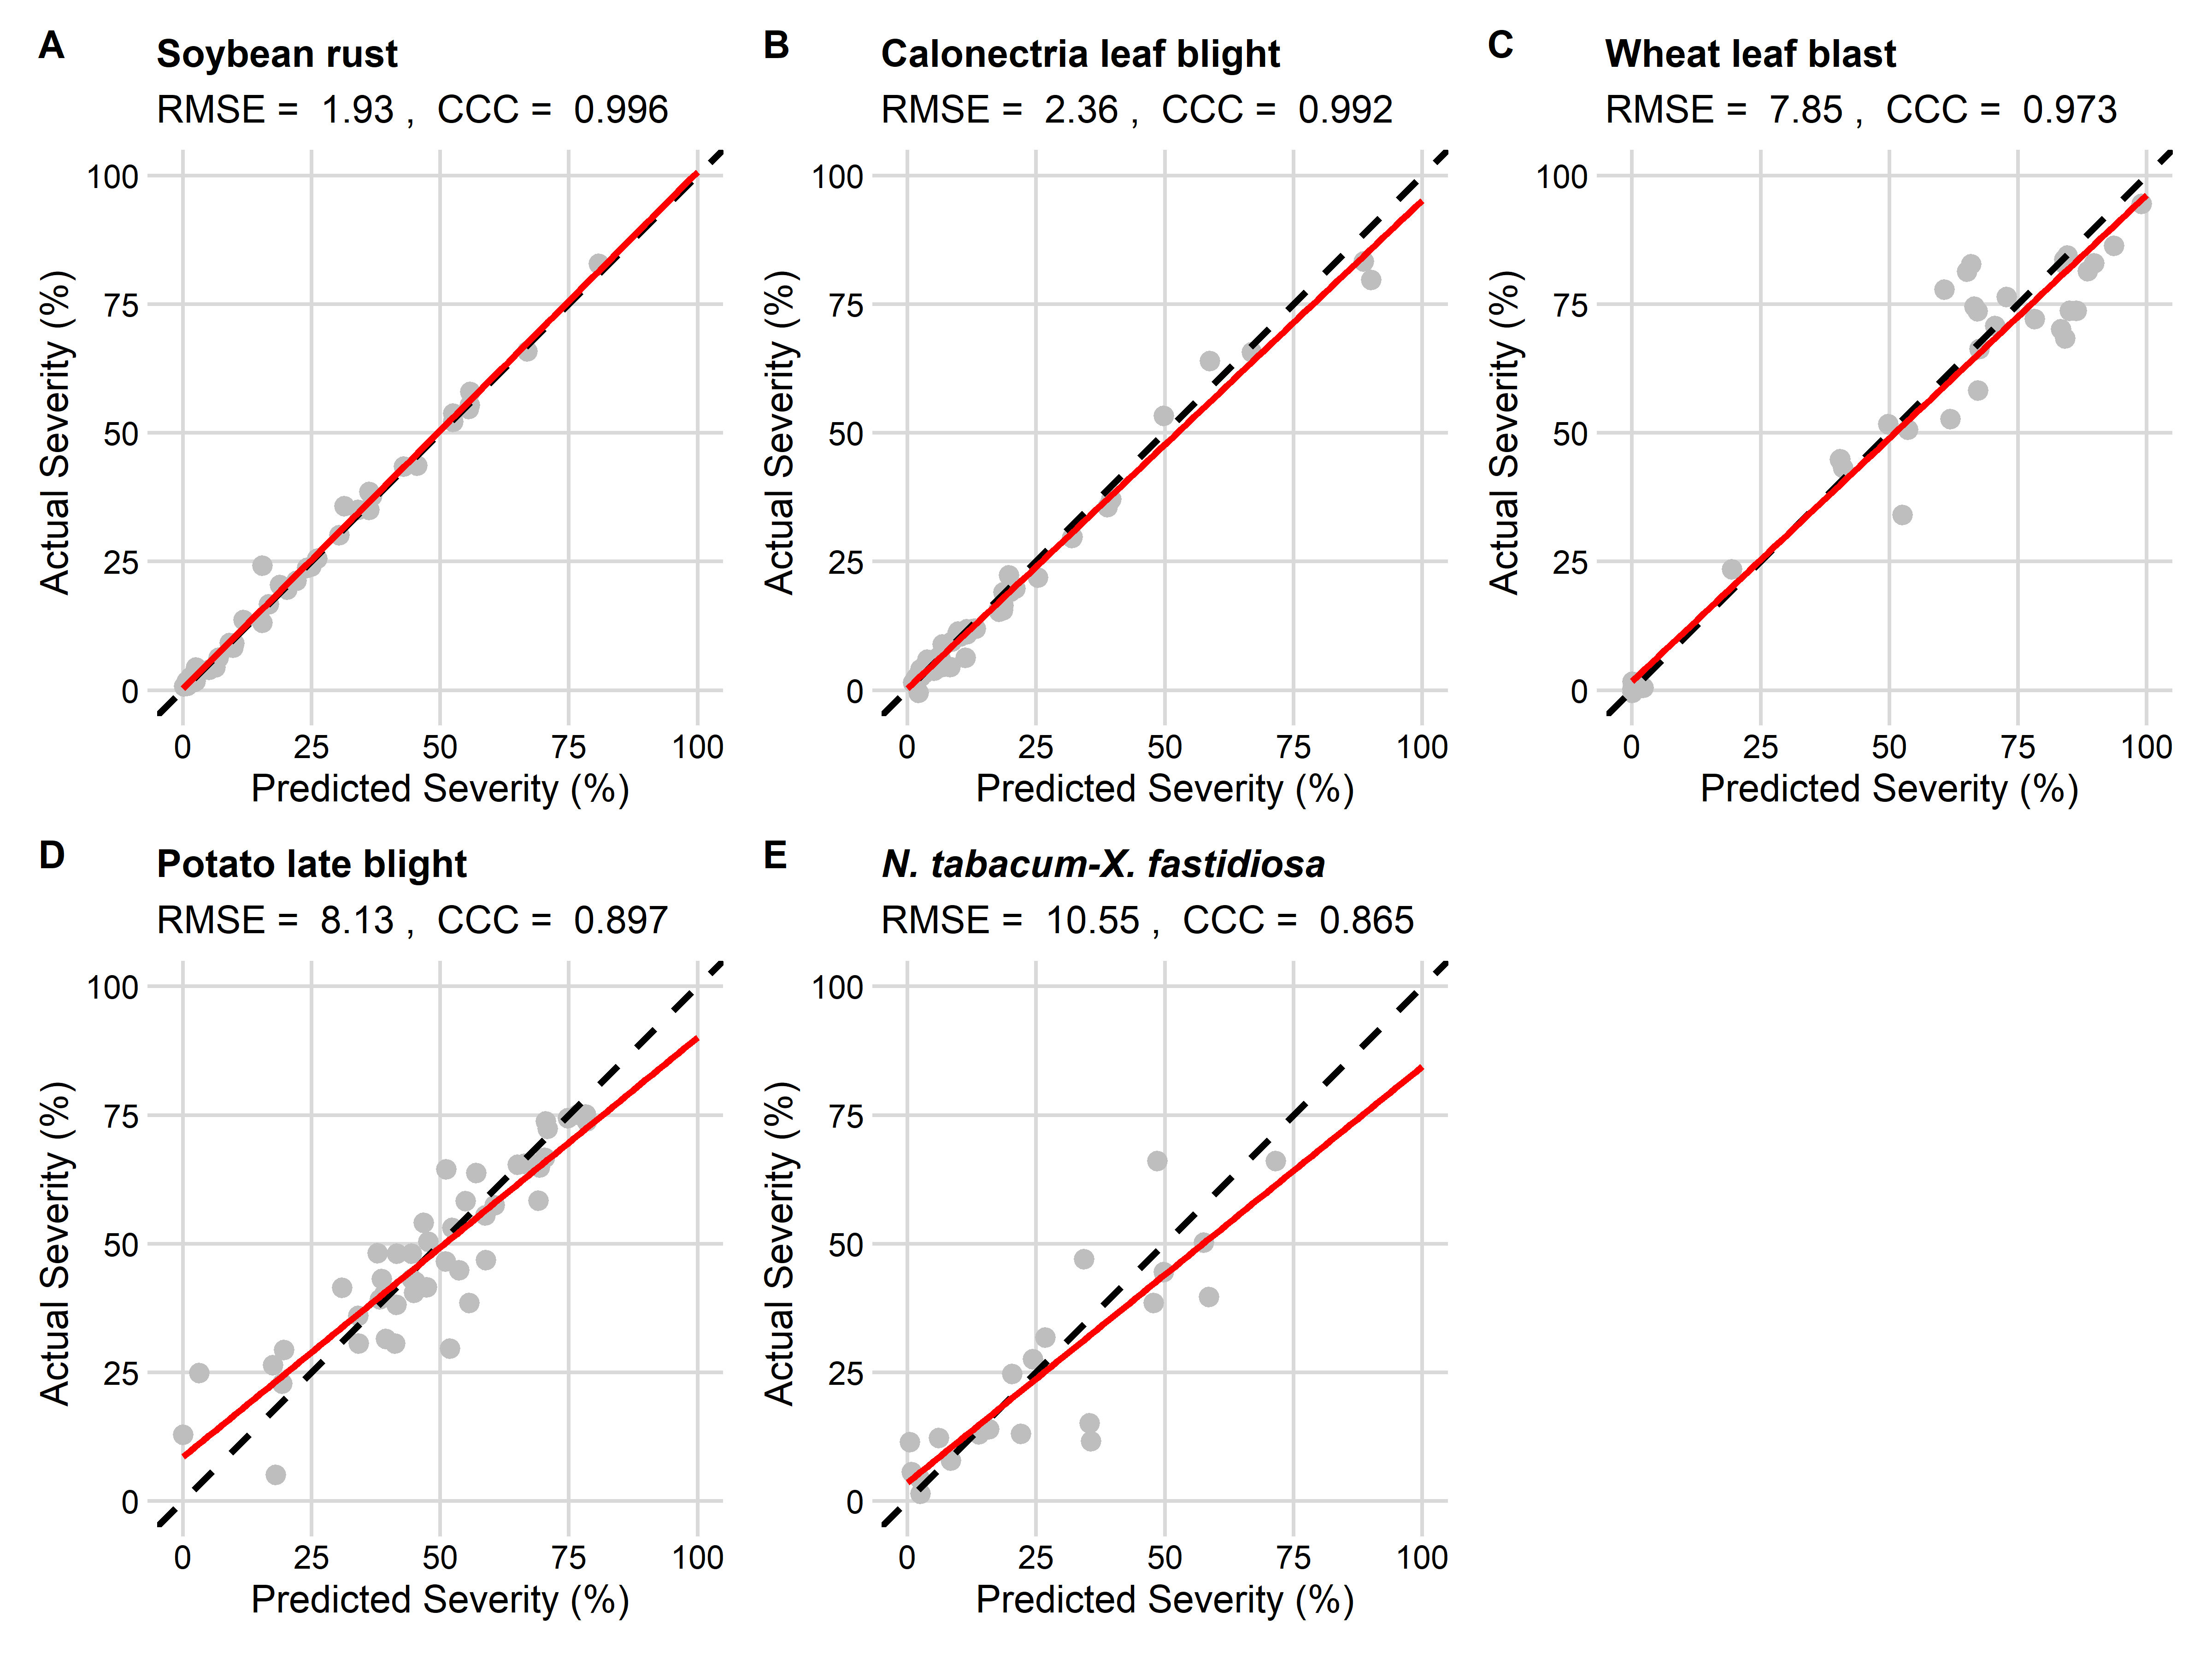 A
Soybean rust
RMSE =  1.93 ,  CCC =  0.996
100
75
50
25
0
Actual Severity (%)
0 25 50 75 100
Predicted Severity (%)
B
Calonectria leaf blight
RMSE =  2.36 ,  CCC =  0.992
100
75
50
25
0
Actual Severity (%)
0 25 50 75 100
Predicted Severity (%)
C
Wheat leaf blast
RMSE =  7.85 ,  CCC =  0.973
100
75
50
25
0
Actual Severity (%)
0 25 50 75 100
Predicted Severity (%)
D
Potato late blight
RMSE =  8.13 ,  CCC =  0.897
100
75
50
25
0
Actual Severity (%)
0 25 50 75 100
Predicted Severity (%)
E
N. tabacum-X. fastidiosa
RMSE =  10.55 ,  CCC =  0.865
100
75
50
25
0
Actual Severity (%)
0 25 50 75 100
Predicted Severity (%)